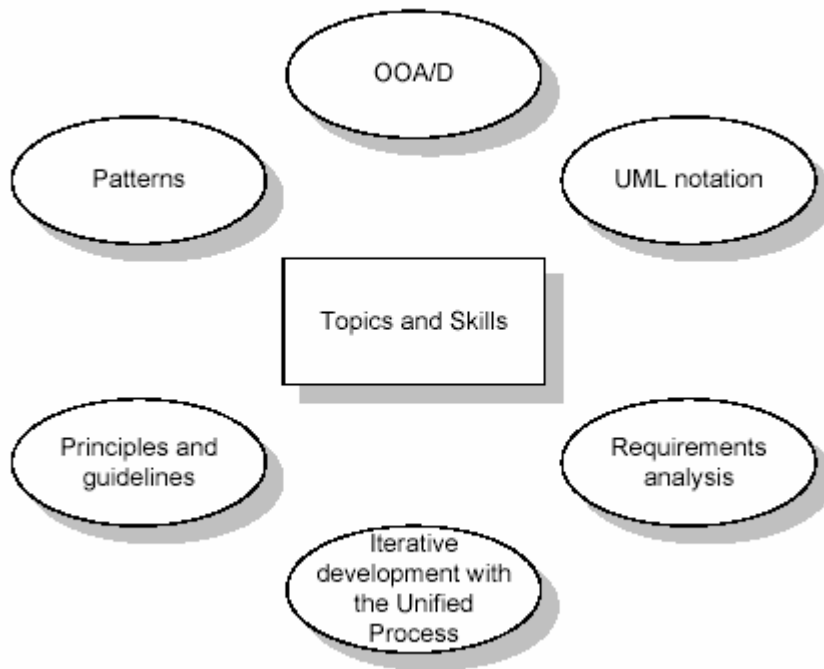 OOA/D
Patterns
UML notation
Topics and Skills
Principles and
guidelines
Requirements
analysis
Iterative
development with
the Unified
Process